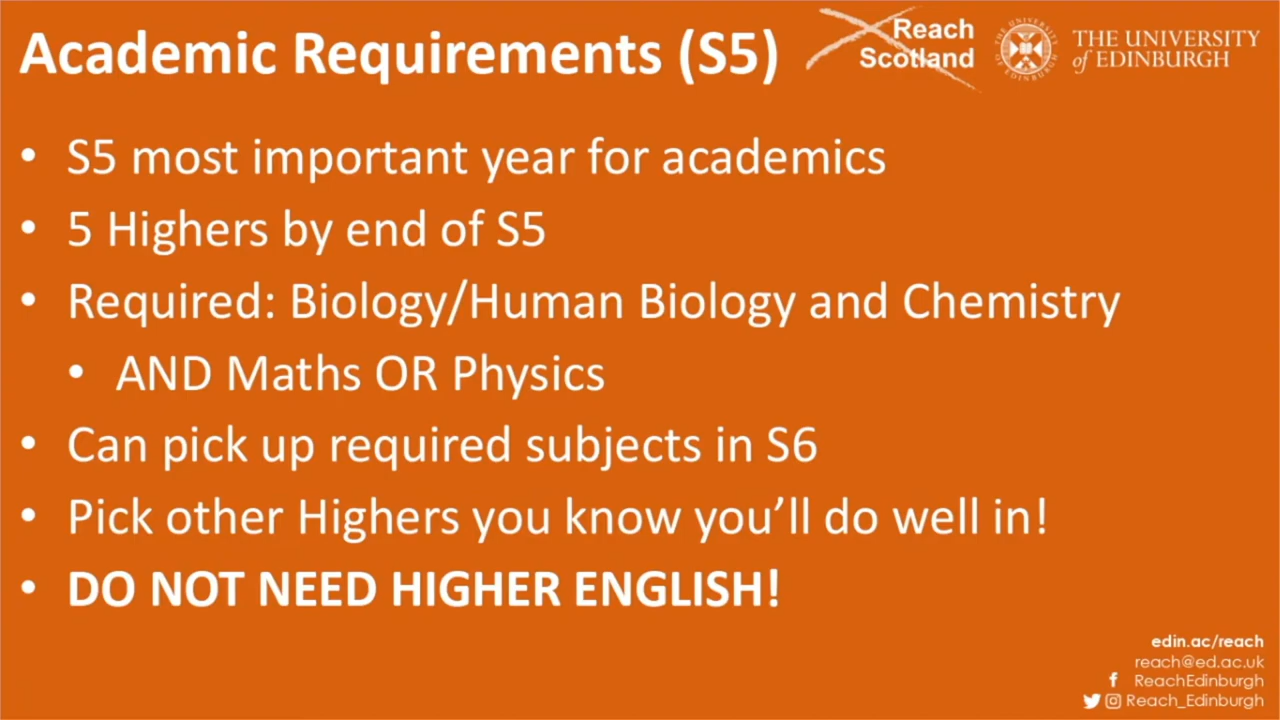 Academic Requirements (S5)
Reach
Scotland
THE UNIVERSITY
of EDINBURGH
• S5 most important year for academics
• 5 Highers by end of S5
• Required: Biology/Human Biology and Chemistry
• AND Maths OR Physics
• Can pick up required subjects in S6
• Pick other Highers you know you’ll do well in!
• DO NOT NEED HIGHER ENGLISH!
edin.ac/reach
reach@ed.ac.uk
ReachEdinburgh
Reach_Edinburgh